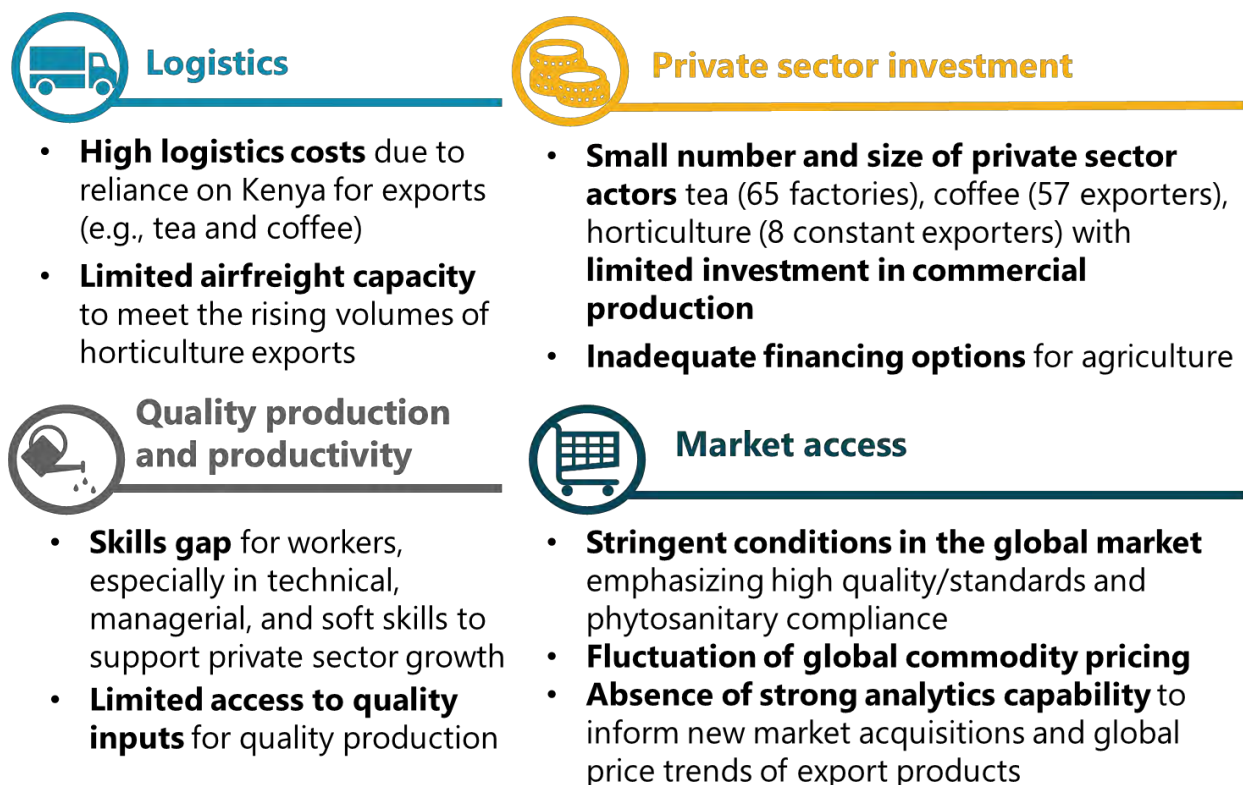 Logistics
• High logistics costs due to
reliance on Kenya for exports
(e.g., tea and coffee)
• Limited airfreight capacity
to meet the rising volumes of
horticulture exports
Private sector investment
• Small number and size of private sector
actors tea (65 factories), coffee (57 exporters),
horticulture (8 constant exporters) with
limited investment in commercial
production
• Inadequate financing options for agriculture
Quality production
and productivity
• Skills gap for workers,
especially in technical,
managerial, and soft skills to
support private sector growth
• Limited access to quality
inputs for quality production
Market access
• Stringent conditions in the global market
emphasizing high quality/standards and
phytosanitary compliance
• Fluctuation of global commodity pricing
• Absence of strong analytics capability to
inform new market acquisitions and global
price trends of export products